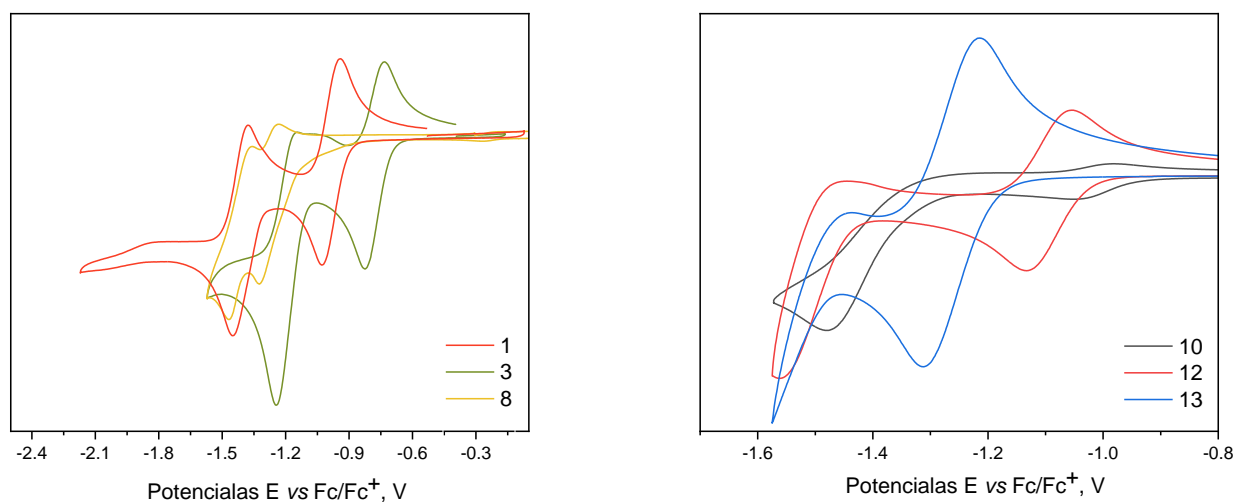 1
3
8
-2.4 -2.1 -1.8 -1.5 -1.2 -0.9 -0.6 -0.3
Potencialas E vs Fc/Fc+, V
10
12
13
-1.6 -1.4 -1.2 -1.0 -0.8
Potencialas E vs Fc/Fc+, V